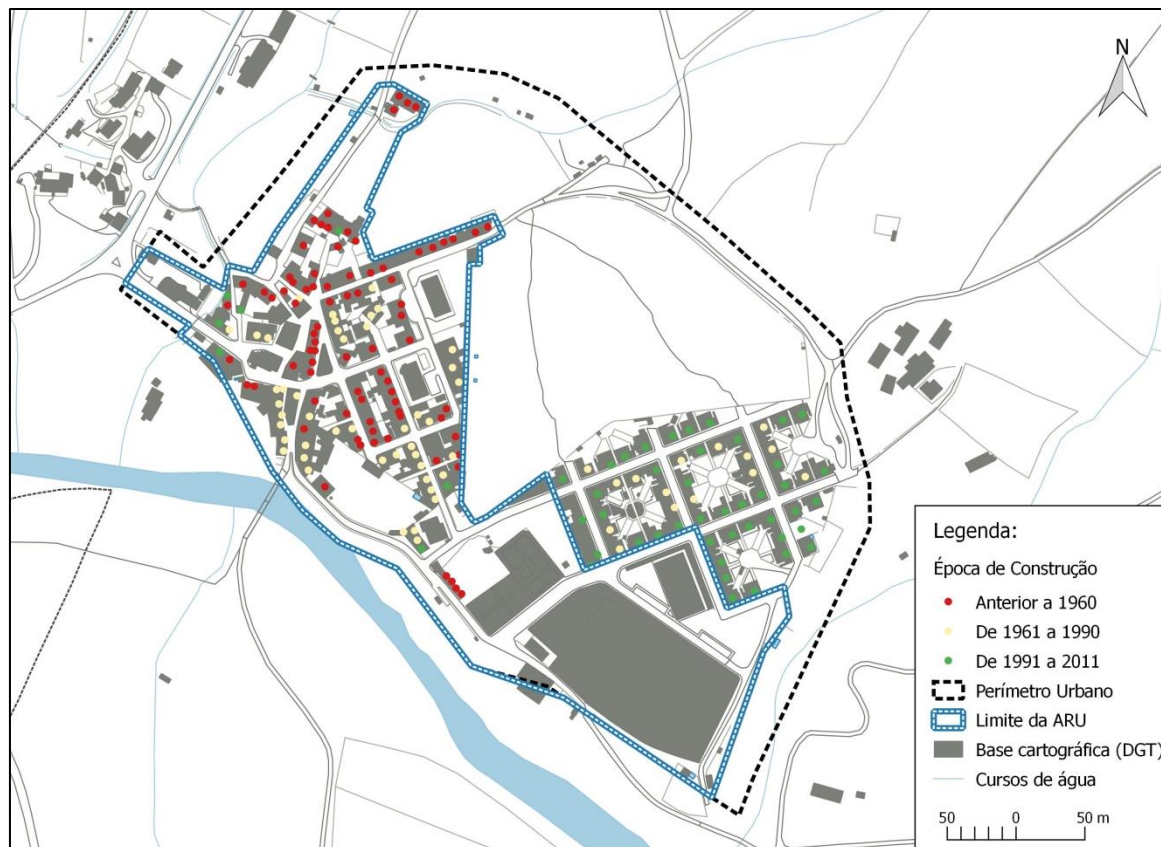 N
Legenda:
Época de Construção
Anterior a 1960
De 1961 a 1990
De 1991 a 2011
Perímetro Urbano
Limite da ARU
Base cartográfica (DGT)
Cursos de água
50 0 50 m